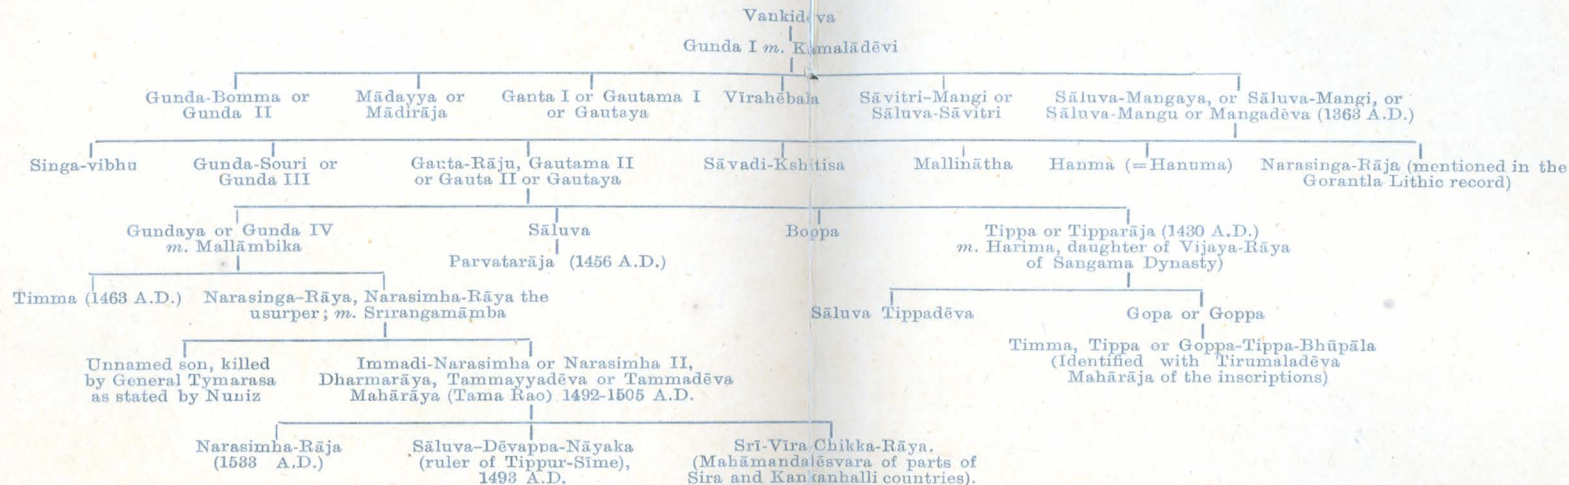 Vankidēva
Gunda I m. Kamalādēvi
Gunda-Bomma or
Gunda II
Mādayya or
Mādirāja
Ganta I or Gautama I
or Gautaya
Vīrahēbala
Sāvitri-Mangi or
Sāluva-Sāvitri
Sāluva-Mangaya, or Sāluva-Mangi, or
Sāluva-Mangu or Mangadēva (1363 A.D.)
Singa-vibhu
Gunda-Souri or
Gunda III
Gauta-Rāju, Gautama II
or Gauta II or Gautaya
Sāvadi-Kshitisa
Mallinātha
Hanma (=Hanuma)
Narasinga-Rāja (mentioned in the
Gorantla Lithic record)
Gundaya or Gunda IV
m. Mallāmbika
Sāluva
Boppa
Tippa or Tipparāja (1430 A.D.)
m. Harima, daughter of Vijaya-Rāya
of Sangama Dynasty)
Parvatarāja (1456 A.D.)
Timma (1463 A.D.)
Narasinga-Rāya, Narasimha-Rāya the
usurper; m. Srīrangamāmba
Sāluva Tippadēva
Gopa or Goppa
Unnamed son, killed
by General Tymarasa
as stated by Nuniz
Immadi-Narasimha or Narasimha II,
Dharmarāya, Tammayyadēva or Tammadēva
Mahārāya (Tama Rao) 1492-1505 A.D.
Timma, Tippa or Goppa-Tippa-Bhūpāla
(Identified with Tirumaladēva
Mahārāja of the inscriptions)
Narasimha-Rāja
(1533 A.D.)
Sāluva-Dēvappa-Nāyaka
(ruler of Tippur-Sīme),
1493 A.D.
Srī-Vīra Chikka-Rāya.
(Mahāmandalēsvara of parts of
Sira and Kankanhalli countries).